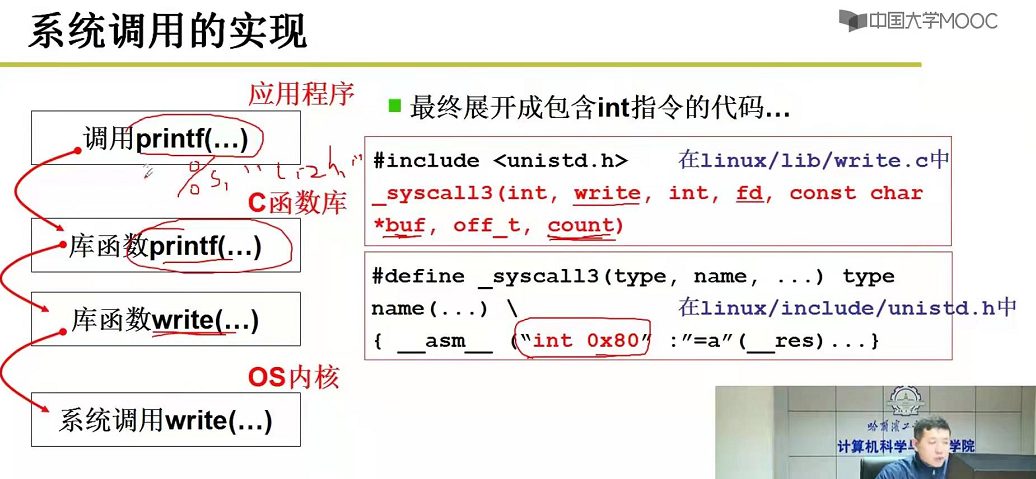 系统调用的实现
中国大学MOOC
应用程序
调用printf(…)
C函数库
库函数printf(…)
库函数write(…)
OS内核
系统调用write(…)
最终展开成包含int指令的代码…
#include <unistd.h> 在linux/lib/write.c中
_syscall3(int, write, int, fd, const char
*buf, off_t, count)
#define _syscall3(type, name, ...) type
name(...) \ 在linux/include/unistd.h中
{ __asm__ (“int 0x80” :”=a”(__res)...}
哈尔滨工
计算机科学与
学院